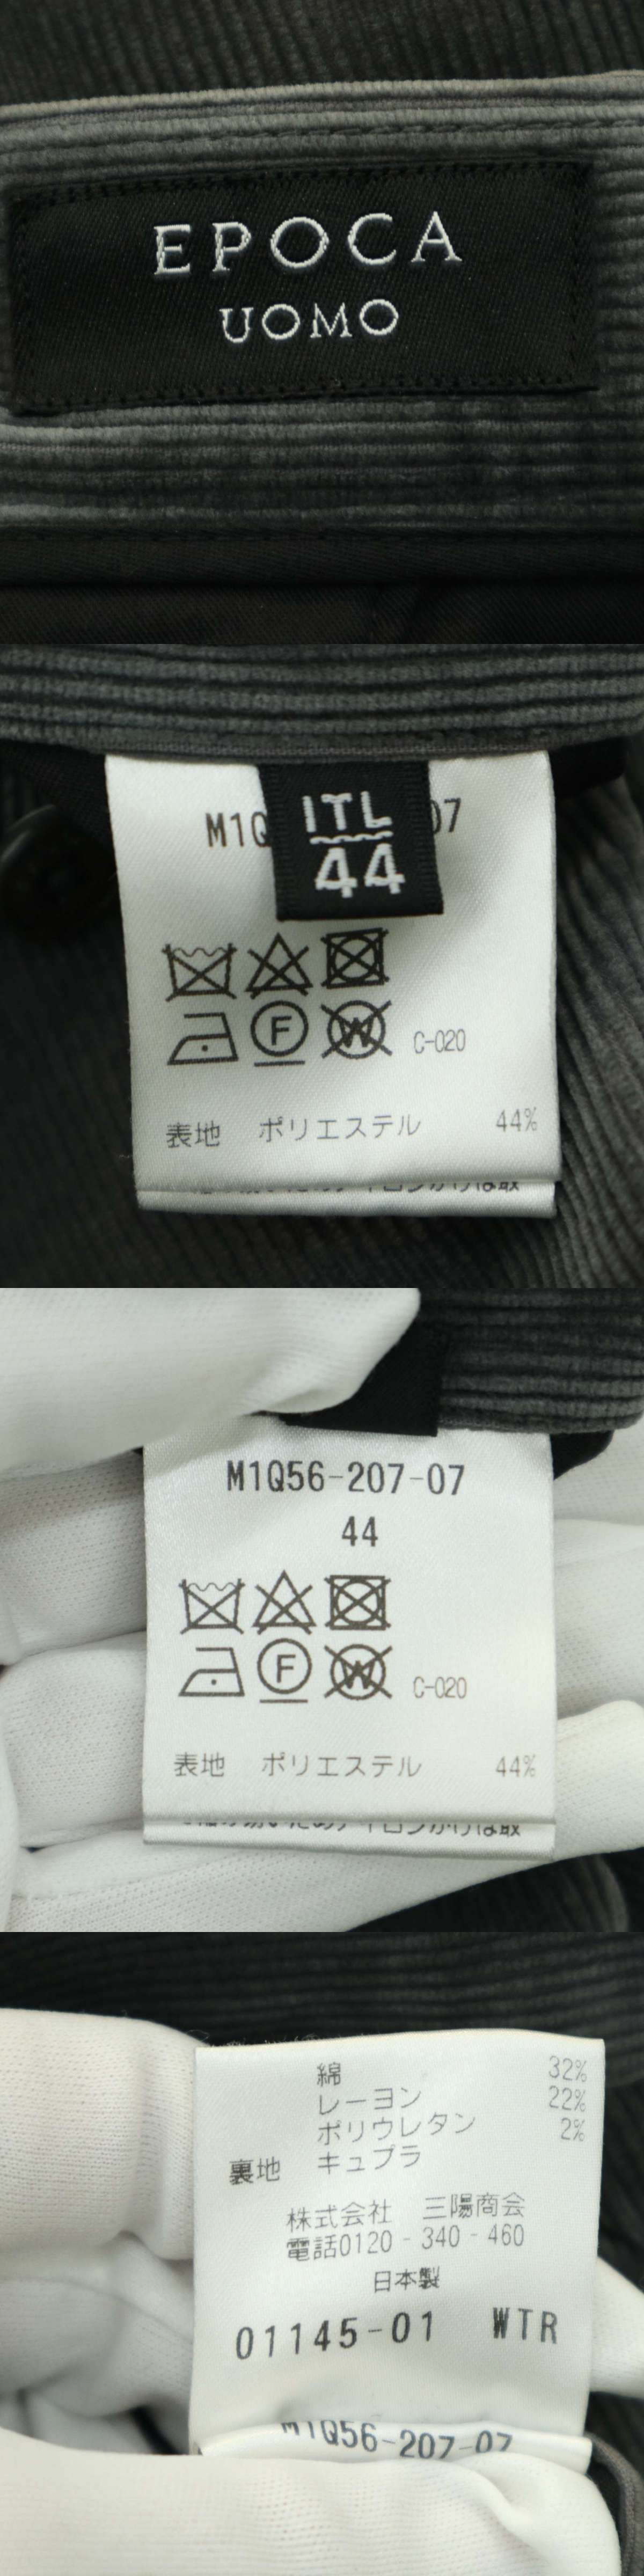 EPOCA
UOMO
M1Q
07
ITL
44
F
W
C-020
表地 ポリエステル 44%
M1Q56-207-07
44
F
W
C-020
表地 ポリエステル 44%
綿 32%
レーヨン 22%
ポリウレタン 2%
裏地 キュプラ
株式会社 三陽商会
電話0120-340-460
日本製
01145-01 WTR
M1Q56-207-07